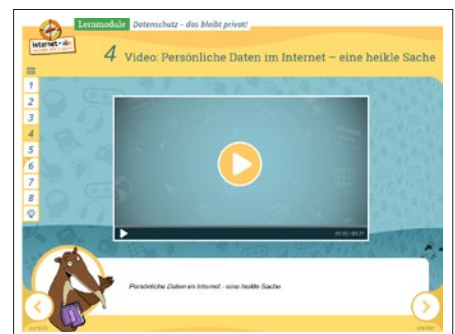 Lernmodule Datenschutz – das bleibt privat!
internet-abc
4 Video: Persönliche Daten im Internet – eine heikle Sache
1
2
3
4
5
6
7
8
Persönliche Daten im Internet - eine heikle Sache
zurück
weiter